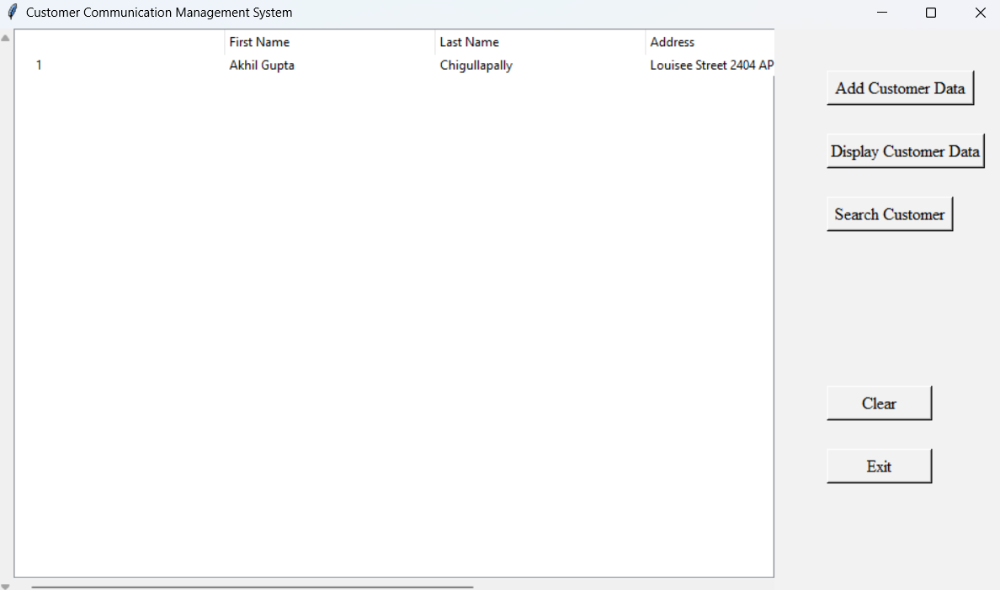 Customer Communication Management System
First Name Last Name Address
1 Akhil Gupta Chigullapally Louisee Street 2404 AP
Add Customer Data
Display Customer Data
Search Customer
Clear
Exit